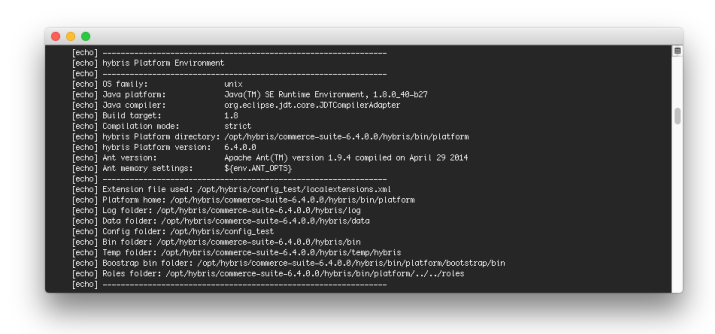 [echo] ---------------------------------------------------------------
[echo] hybris Platform Environment
[echo] ---------------------------------------------------------------
[echo] OS family: unix
[echo] Java platform: Java(TM) SE Runtime Environment, 1.8.0_40-b27
[echo] Java compiler: org.eclipse.jdt.core.JDTCompilerAdapter
[echo] Build target: 1.8
[echo] Compilation mode: strict
[echo] hybris Platform directory: /opt/hybris/commerce-suite-6.4.0.0/hybris/bin/platform
[echo] hybris Platform version: 6.4.0.0
[echo] Ant version: Apache Ant(TM) version 1.9.4 compiled on April 29 2014
[echo] Ant memory settings: ${env.ANT_OPTS}
[echo] ---------------------------------------------------------------
[echo] Extension file used: /opt/hybris/config_test/localextensions.xml
[echo] Platform home: /opt/hybris/commerce-suite-6.4.0.0/hybris/bin/platform
[echo] Log folder: /opt/hybris/commerce-suite-6.4.0.0/hybris/log
[echo] Data folder: /opt/hybris/commerce-suite-6.4.0.0/hybris/data
[echo] Config folder: /opt/hybris/config_test
[echo] Bin folder: /opt/hybris/commerce-suite-6.4.0.0/hybris/bin
[echo] Temp folder: /opt/hybris/commerce-suite-6.4.0.0/hybris/temp/hybris
[echo] Boostrap bin folder: /opt/hybris/commerce-suite-6.4.0.0/hybris/bin/platform/bootstrap/bin
[echo] Roles folder: /opt/hybris/commerce-suite-6.4.0.0/hybris/bin/platform/../../roles
[echo] ---------------------------------------------------------------